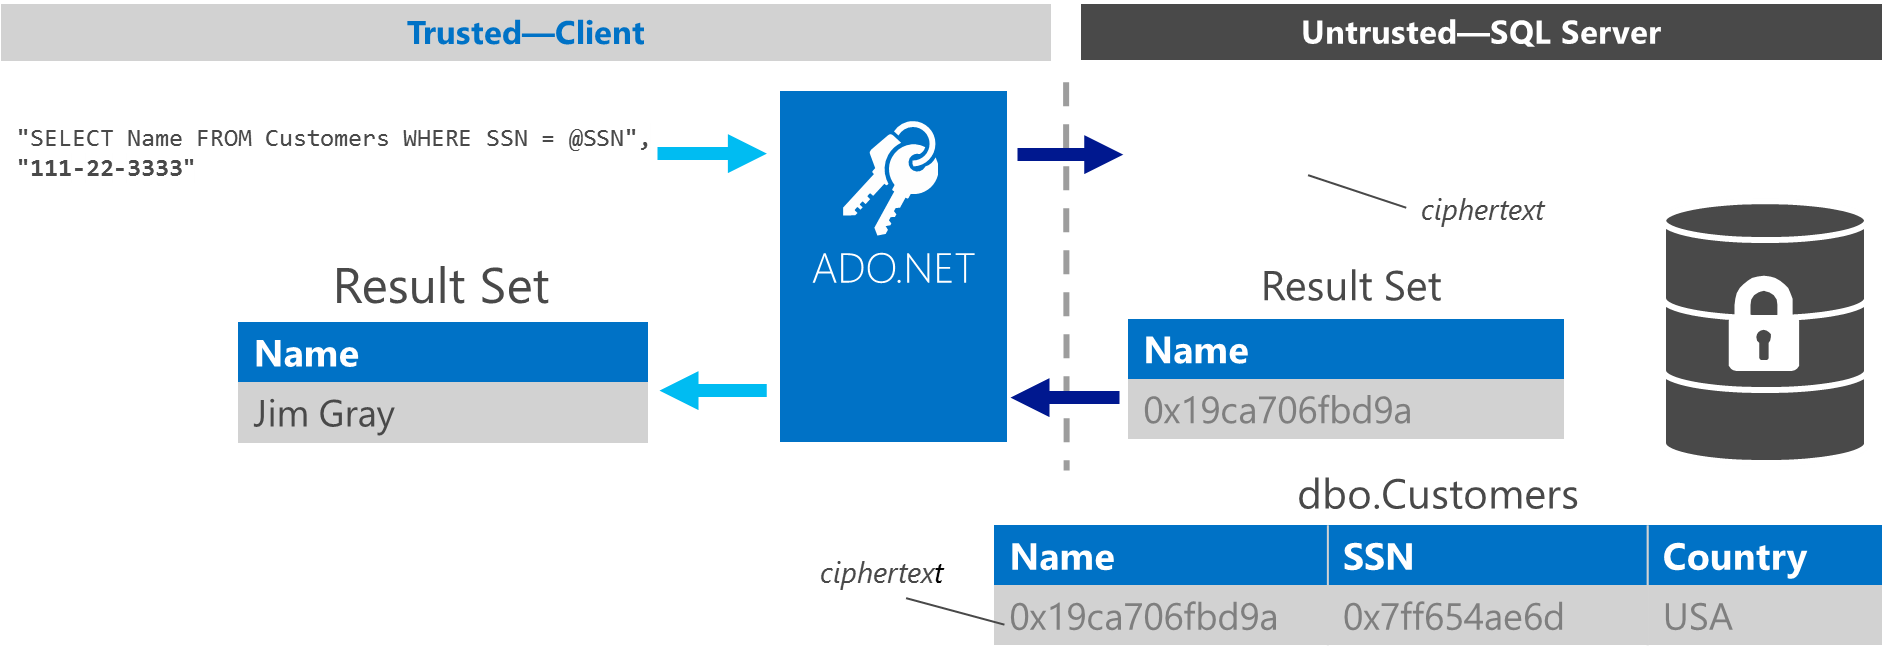 Trusted—Client
Untrusted—SQL Server
"SELECT Name FROM Customers WHERE SSN = @SSN",
"111-22-3333"
ADO.NET
ciphertext
Result Set
Name
Jim Gray
Result Set
Name
0x19ca706fbd9a
dbo.Customers
ciphertext
Name SSN Country
0x19ca706fbd9a 0x7ff654ae6d USA